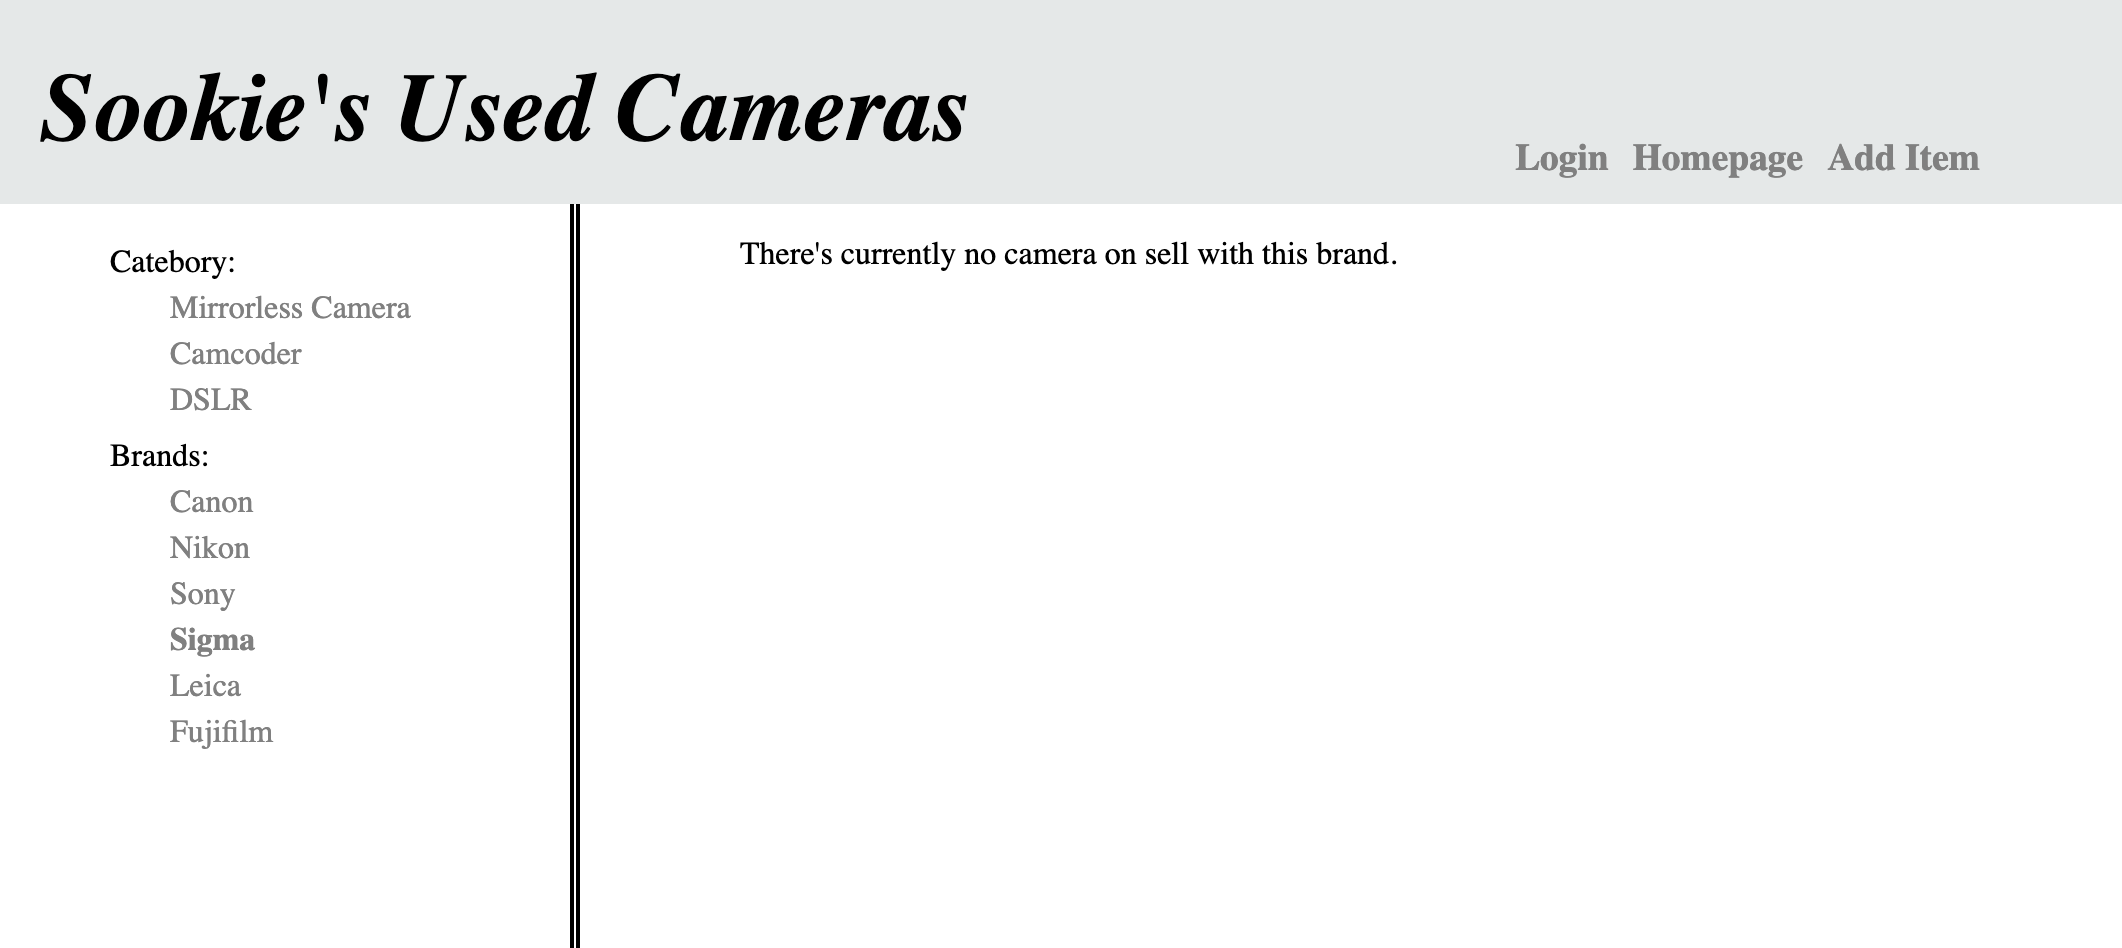 Sookie's Used Cameras
Login Homepage Add Item
Catebory:
Mirrorless Camera
Camcoder
DSLR
Brands:
Canon
Nikon
Sony
Sigma
Leica
Fujifilm
There's currently no camera on sell with this brand.